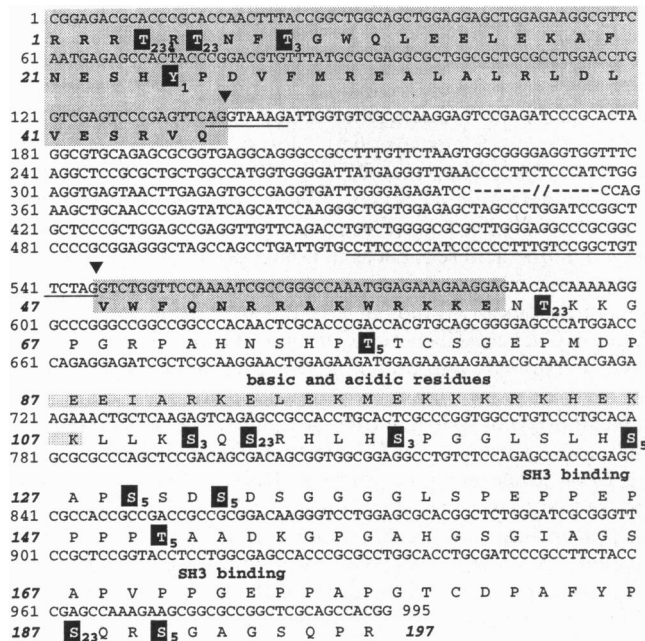 1 CGGAGACGCACCCGCACCAACTTTACCGGCTGGCAGCTGGAGGAGCTGGAGAAGGCGTTC
1 R R R T234 R T23 N F T3 G W Q L E E L E K A F
61 AATGAGAGCCACTACCCGGACGTGTTTATGCGCGAGGCGCTGGCGCTGCGCCTGGACCTG
21 N E S H Y1 P D V F M R E A L A L R L D L
121 GTCGAGTCCCGAGTTCAGGTAAAGATTGGTGTCGCCCAAGGAGTCCGAGATCCCGCACTA
41 V E S R V Q
181 GGCGTGCAGAGCGCGGTGAGGCAGGGCCGCCTTTGTTCTAAGTGGCGGGGAGGTGGTTTC
241 AGGCTCCGCGCTGCTGGCCATGGTGGGGATTATGAGGGTTGAACCCCTTCTCCCATCTGG
301 AGGTGAGTAACTTGAGAGTGCCGAGGTGATTGGGGAGAGATCC ------//-----CCAG
361 AAGCTGCAACCCGAGTATCAGCATCCAAGGGCTGGTGGAGAGCTAGCCCTGGATCCGGCT
421 GCTCCCGCTGGAGCCGAGGTTGTTCAGACCTGTCTGGGGCGCGCTTGGGAGGCCCGCGGC
481 CCCCGCGGAGGGCTAGCCAGCCTGATTGTGCCTTCCCCCATCCCCCCTTTGTCCGGCTGT
541 TCTAGGTCTGGTTCCAAAATCGCCGGGCCAAATGGAGAAAGAAGGAGAACACCAAAAAGG
47 V W F Q N R R A K W R K K E N T23 K K G
601 GCCCGGGCCGGCCGGCCCACAACTCGCACCCGACCACGTGCAGCGGGGAGCCCATGGACC
67 P G R P A H N S H P T5 T C S G E P M D P
661 CAGAGGAGATCGCTCGCAAGGAACTGGAGAAGATGGAGAAGAAGAAACGCAAACACGAGA
basic and acidic residues
87 E E I A R K E L E K M E K K K R K H E K
721 AGAAACTGCTCAAGAGTCAGAGCCGCCACCTGCACTCGCCCGGTGGCCTGTCCCTGCACA
107 K L L K S3 Q S23 R H L H S3 P G G L S L H S5
781 GCGCGCCCAGCTCCGACAGCGACAGCGGTGGCGGAGGCCTGTCTCCAGAGCCACCCGAGC
SH3 binding
127 A P S5 S D S5 D S G G G G L S P E P P E P
841 CGCCACCGCCGACCGCCGCGGACAAGGGTCCTGGAGCGCACGGCTCTGGCATCGCGGGTT
147 P P P T5 A A D K G P G A H G S G I A G S
901 CCGCTCCGGTACCTCCTGGCGAGCCACCCGCGCCTGGCACCTGCGATCCCGCCTTCTACC
SH3 binding
167 A P V P P G E P P A P G T C D P A F Y P
961 CGAGCCAAAGAAGCGGCGCCGGCTCGCAGCCACGG 995
187 S23 Q R S5 G A G S Q P R 197